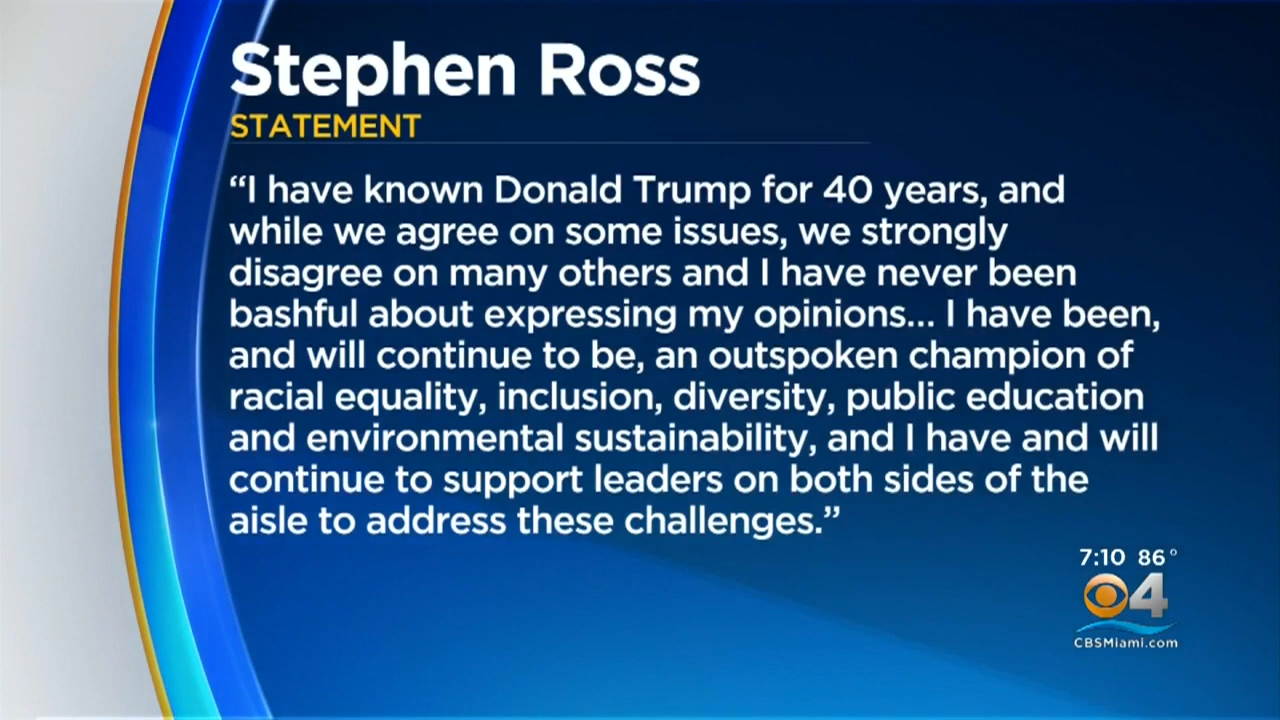 Stephen Ross
STATEMENT
“I have known Donald Trump for 40 years, and
while we agree on some issues, we strongly
disagree on many others and I have never been
bashful about expressing my opinions... I have been,
and will continue to be, an outspoken champion of
racial equality, inclusion, diversity, public education
and environmental sustainability, and I have and will
continue to support leaders on both sides of the
aisle to address these challenges.”
7:10 86°
4
CBSMiami.com